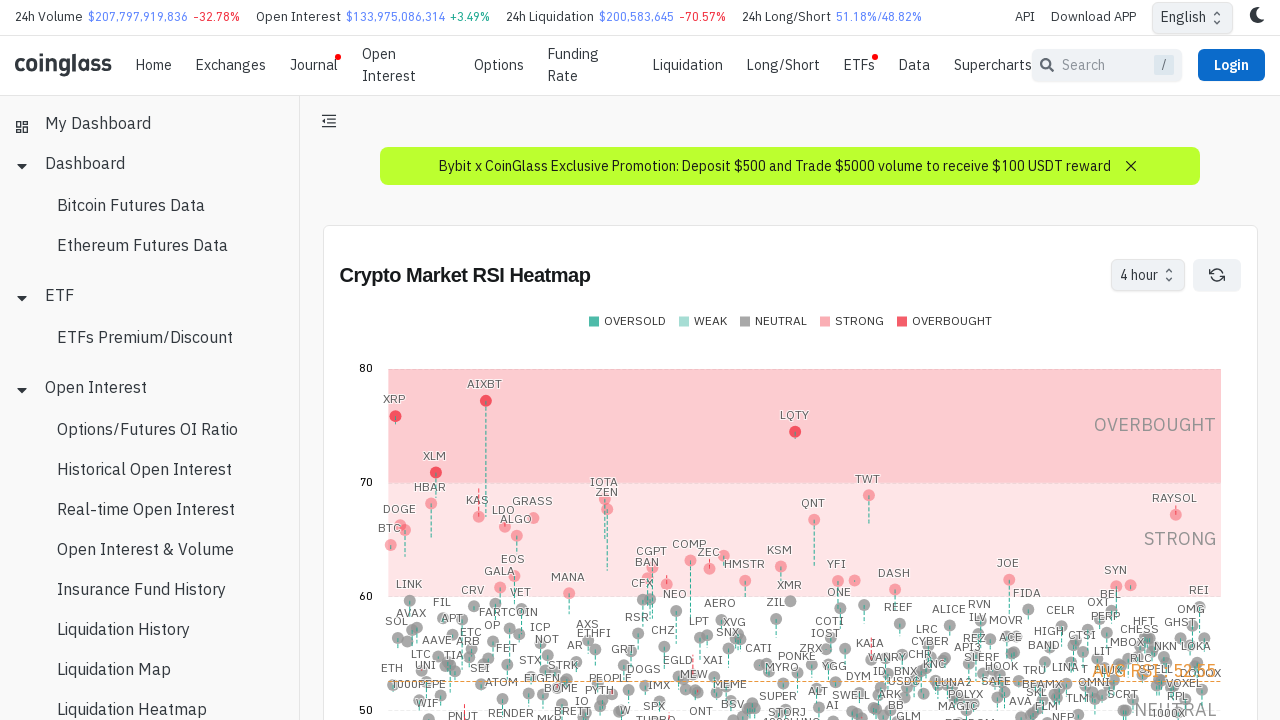 24h Volume $207,797,919,836 -32.78% Open Interest $133,975,086,314 +3.49% 24h Liquidation $200,583,645 -70.57% 24h Long/Short 51.18%/48.82% API Download APP English
coinglass Home Exchanges Journal Open Interest Options Funding Rate Liquidation Long/Short ETFs Data Supercharts Search / Login
My Dashboard
Dashboard
Bitcoin Futures Data
Ethereum Futures Data
ETF
ETFs Premium/Discount
Open Interest
Options/Futures OI Ratio
Historical Open Interest
Real-time Open Interest
Open Interest & Volume
Insurance Fund History
Liquidation History
Liquidation Map
Liquidation Heatmap
Bybit x CoinGlass Exclusive Promotion: Deposit $500 and Trade $5000 volume to receive $100 USDT reward
Crypto Market RSI Heatmap
4 hour
OVERSOLD WEAK NEUTRAL STRONG OVERBOUGHT
80
AIXBT
XRP
LQTY
OVERBOUGHT
XLM
70
TWT
IOTA
HBAR
ZEN
KAS
GRASS
RAYSOL
QNT
DOGE
LDO
ALGO
BTC
STRONG
COMP
CGPT
ZEC
KSM
EOS
BAN
HMSTR
YFI
JOE
GALA
MANA
DASH
SYN
60
LINK
CFX
XMR
CRV
VET
NEO
ONE
FIDA
BEL
REI
FIL
AERO
ZIL
REEF
RVN
OXT
AVAX
FARTCOIN
ALICE
CELR
OMG
SOL
APT
OP
RSR
LPT
XVG
COTI
ILV
MOVR
PERP
HFT
GHST
ETC
ICP
AXS
ETHFI
CHZ
SNX
IOST
LRC
HIGH
CTSI
CHESS
AAVE
ARB
NOT
AR
GRT
CATI
ZRX
KAIA
CYBER
REZ
ACE
BAND
MBOX
NKN
LOKA
LTC
TIA
FET
STX
EGLD
XAI
PONKE
VANRY
CHR
API3
SLERF
LIT
RLC
ETH
UNI
SEI
STRK
DOGS
MYRO
YGG
ID
BNX
KNC
HOOK
TRU
LINA
T
SPELL
1000PEPE
ATOM
EIGEN
PEOPLE
IMX
MEW
MEME
DYM
USDC
LUNA2
SAFE
BEAMX
OMNI
VOXEL
WIF
BOME
PYTH
SUPER
ALT
SWELL
ARK
POLYX
SKL
TLM
SCRT
RPL
50
PNUT
RENDER
IO
W
SPX
ONT
BSV
STORJ
AI
BB
GLM
MAGIC
AVA
FLM
NFP
NEUTRAL